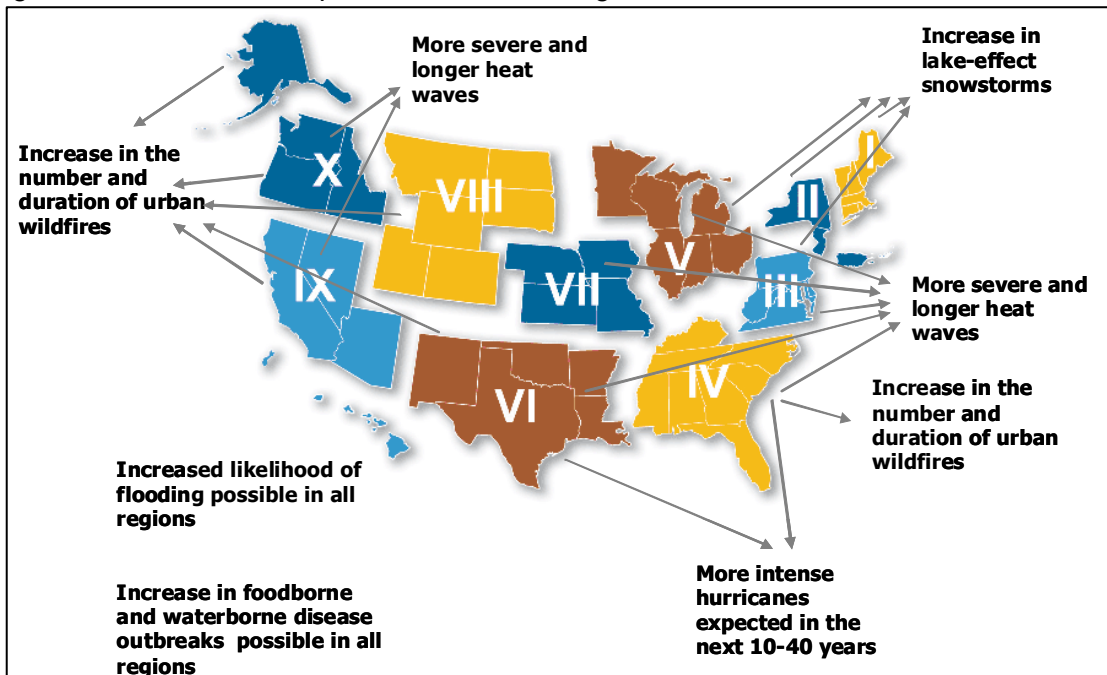 More severe and
longer heat
waves
Increase in
lake-effect
snowstorms
Increase in the
number and
duration of urban
wildfires
X
VIII
I
II
V
IX
VII
III
More severe and
longer heat
waves
VI
IV
Increase in the
number and
duration of urban
wildfires
Increased likelihood of
flooding possible in all
regions
More intense
hurricanes
expected in the
next 10-40 years
Increase in foodborne
and waterborne disease
outbreaks possible in all
regions